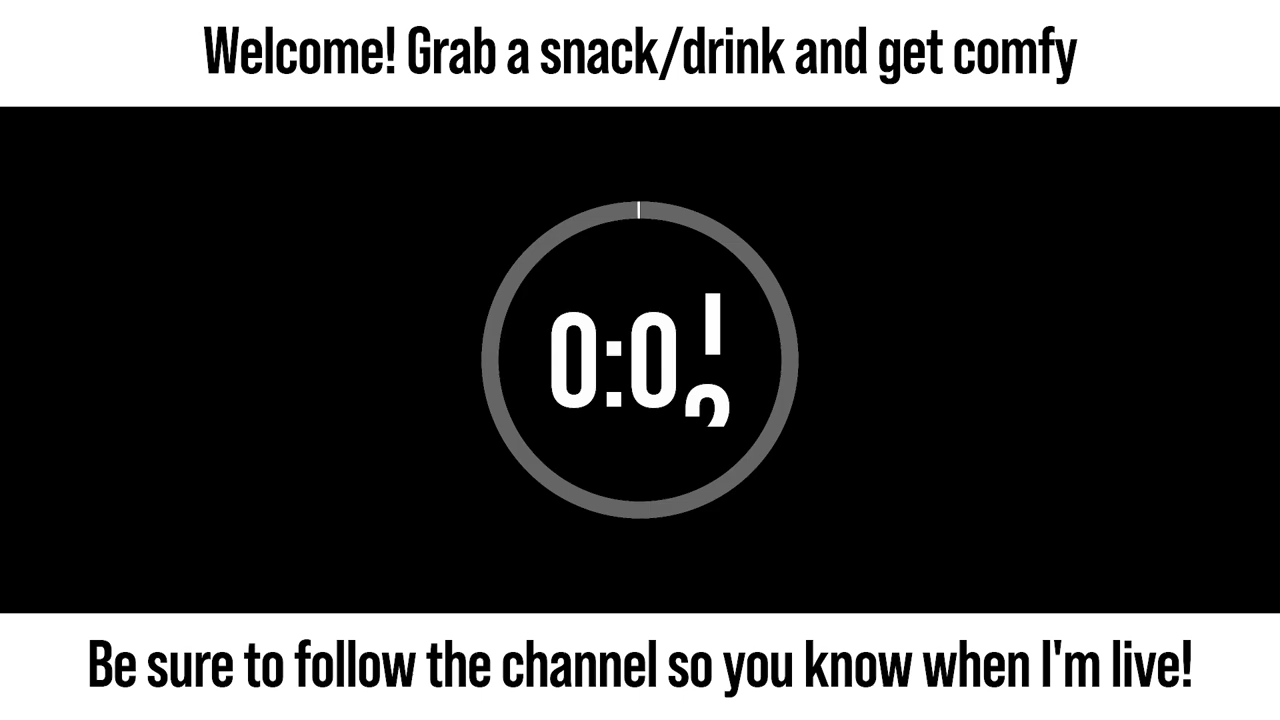 Welcome! Grab a snack/drink and get comfy
0:0
Be sure to follow the channel so you know when I'm live!